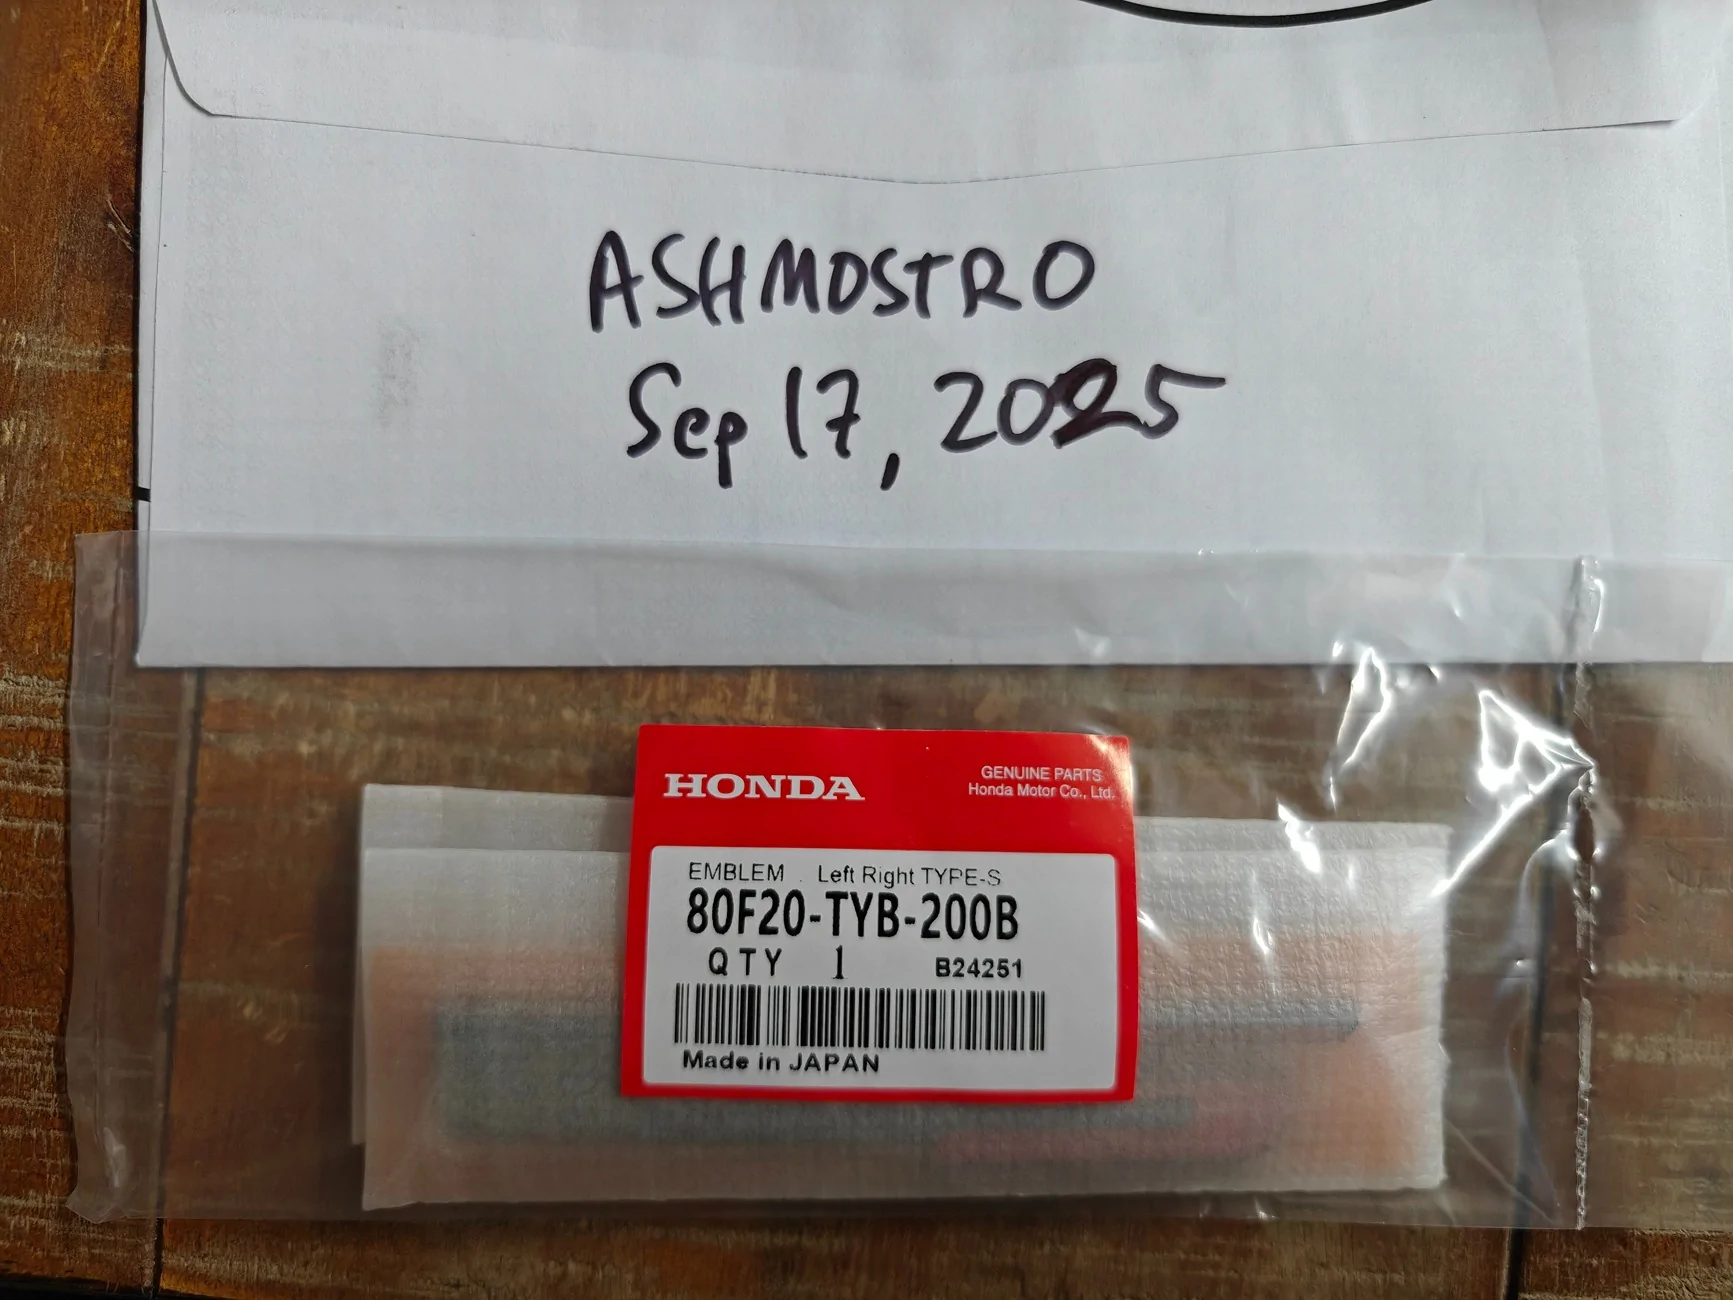 ASHMOSTRO
Sep 17, 2025
HONDA
GENUINE PARTS
Honda Motor Co., Ltd.
EMBLEM . Left Right TYPE-S
80F20-TYB-200B
QTY 1 B24251
Made in JAPAN